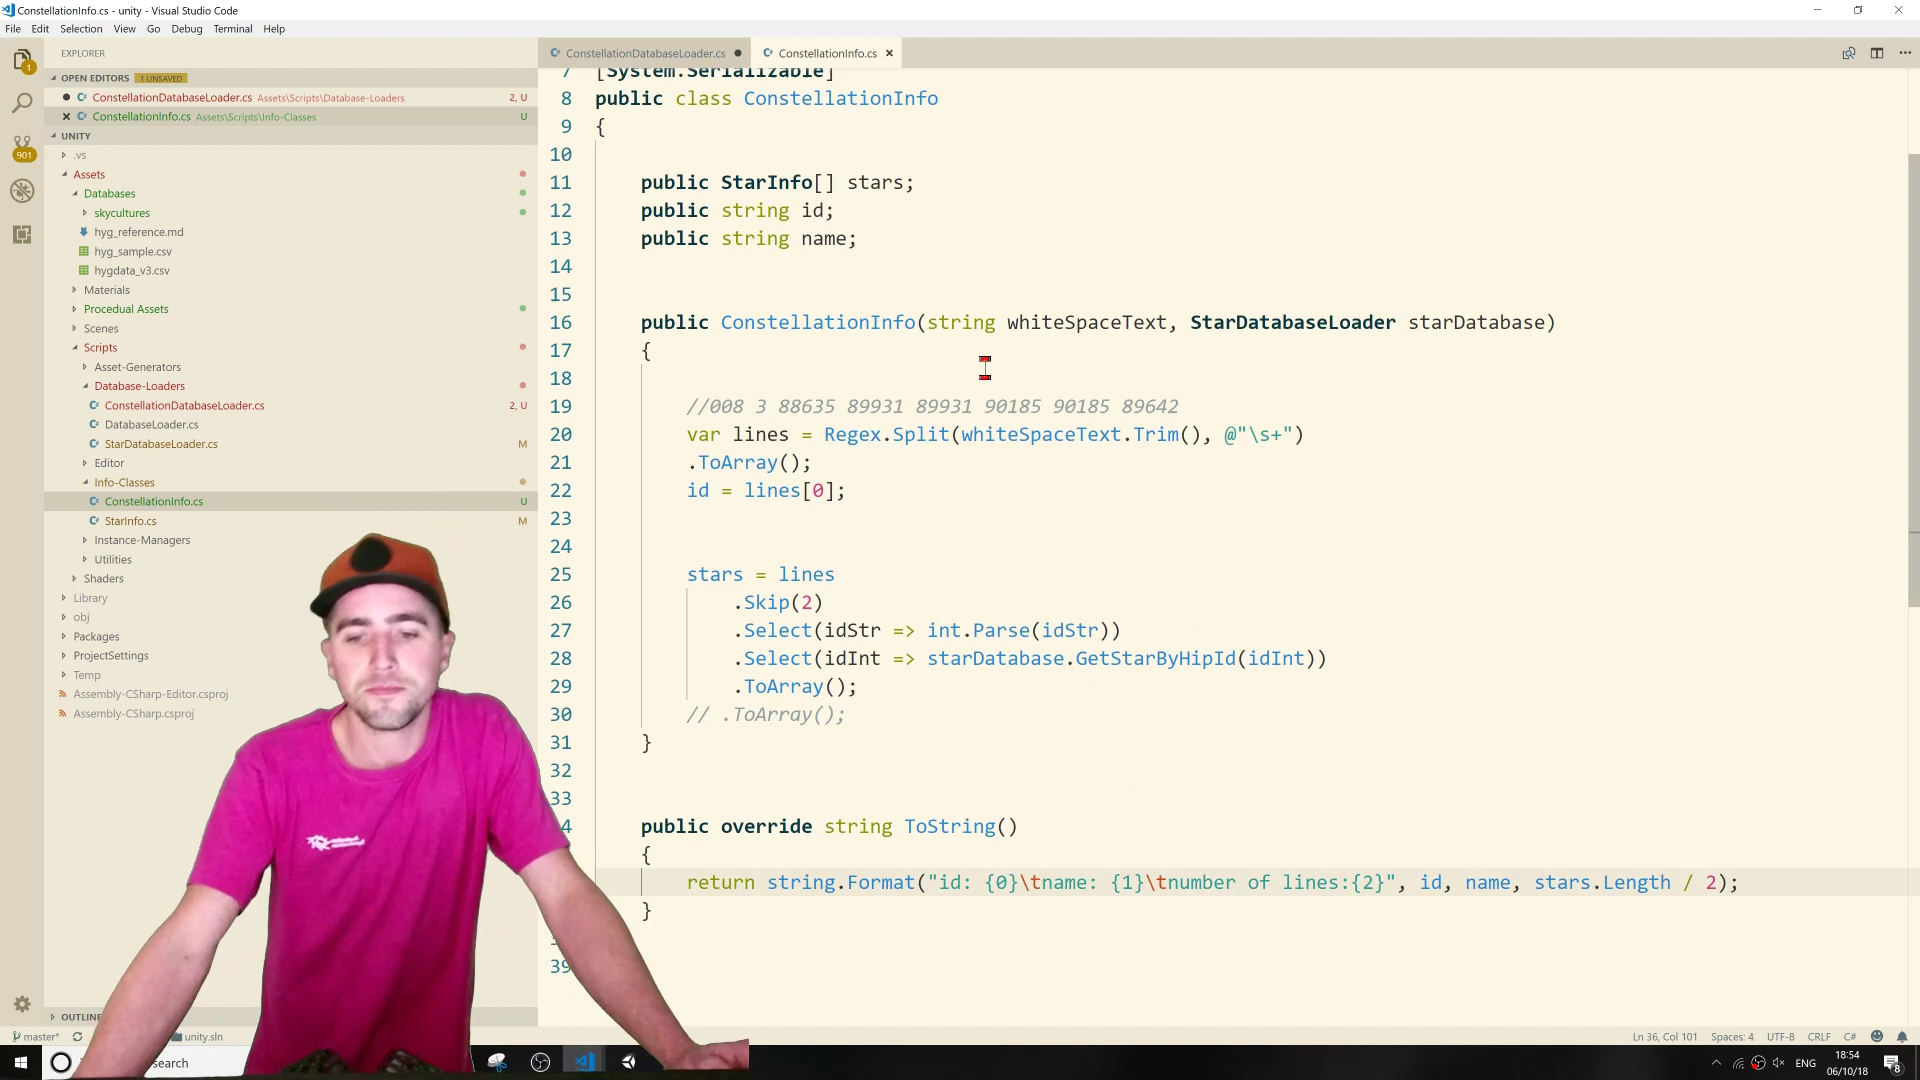 ConstellationInfo.cs - unity - Visual Studio Code
File Edit Selection View Go Debug Terminal Help
EXPLORER
OPEN EDITORS 1 UNSAVED
ConstellationDatabaseLoader.cs Assets\Scripts\Database-Loaders 2, U
ConstellationInfo.cs Assets\Scripts\Info-Classes U
UNITY
.vs
Assets
Databases
skycultures
hyg_reference.md
hyg_sample.csv
hygdata_v3.csv
Materials
Procedual Assets
Scenes
Scripts
Asset-Generators
Database-Loaders
ConstellationDatabaseLoader.cs 2, U
DatabaseLoader.cs
StarDatabaseLoader.cs M
Editor
Info-Classes
ConstellationInfo.cs U
StarInfo.cs M
Instance-Managers
Utilities
Shaders
Library
obj
Packages
ProjectSettings
Temp
Assembly-CSharp-Editor.csproj
Assembly-CSharp.csproj
OUTLINE
1
901
ConstellationDatabaseLoader.cs ConstellationInfo.cs
7 [System.Serializable]
8 public class ConstellationInfo
9 {
10
11 public StarInfo[] stars;
12 public string id;
13 public string name;
14
15
16 public ConstellationInfo(string whiteSpaceText, StarDatabaseLoader starDatabase)
17 {
18
19 //008 3 88635 89931 89931 90185 90185 89642
20 var lines = Regex.Split(whiteSpaceText.Trim(), @"\s+")
21 .ToArray();
22 id = lines[0];
23
24
25 stars = lines
26 .Skip(2)
27 .Select(idStr => int.Parse(idStr))
28 .Select(idInt => starDatabase.GetStarByHipId(idInt))
29 .ToArray();
30 // .ToArray();
31 }
32
33
4 public override string ToString()
{
return string.Format("id: {0}\tname: {1}\tnumber of lines:{2}", id, name, stars.Length / 2);
}
39
master* unity.sln
Ln 36, Col 101 Spaces: 4 UTF-8 CRLF C#
search
ENG 18:54
06/10/18
8